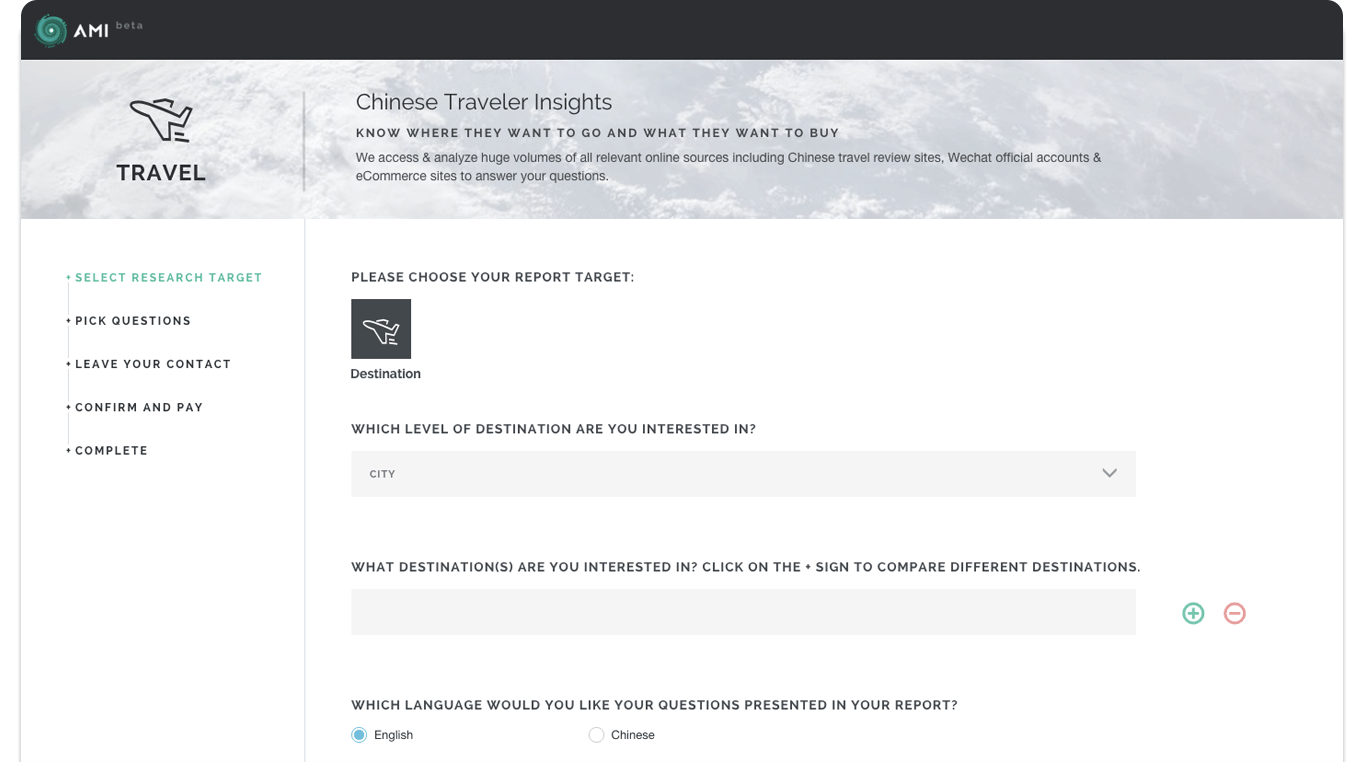 AMI beta
TRAVEL
Chinese Traveler Insights
KNOW WHERE THEY WANT TO GO AND WHAT THEY WANT TO BUY
We access & analyze huge volumes of all relevant online sources including Chinese travel review sites, Wechat official accounts &
eCommerce sites to answer your questions.
+ SELECT RESEARCH TARGET
+ PICK QUESTIONS
+ LEAVE YOUR CONTACT
+ CONFIRM AND PAY
+ COMPLETE
PLEASE CHOOSE YOUR REPORT TARGET:
Destination
WHICH LEVEL OF DESTINATION ARE YOU INTERESTED IN?
CITY
WHAT DESTINATION(S) ARE YOU INTERESTED IN? CLICK ON THE + SIGN TO COMPARE DIFFERENT DESTINATIONS.
WHICH LANGUAGE WOULD YOU LIKE YOUR QUESTIONS PRESENTED IN YOUR REPORT?
English Chinese